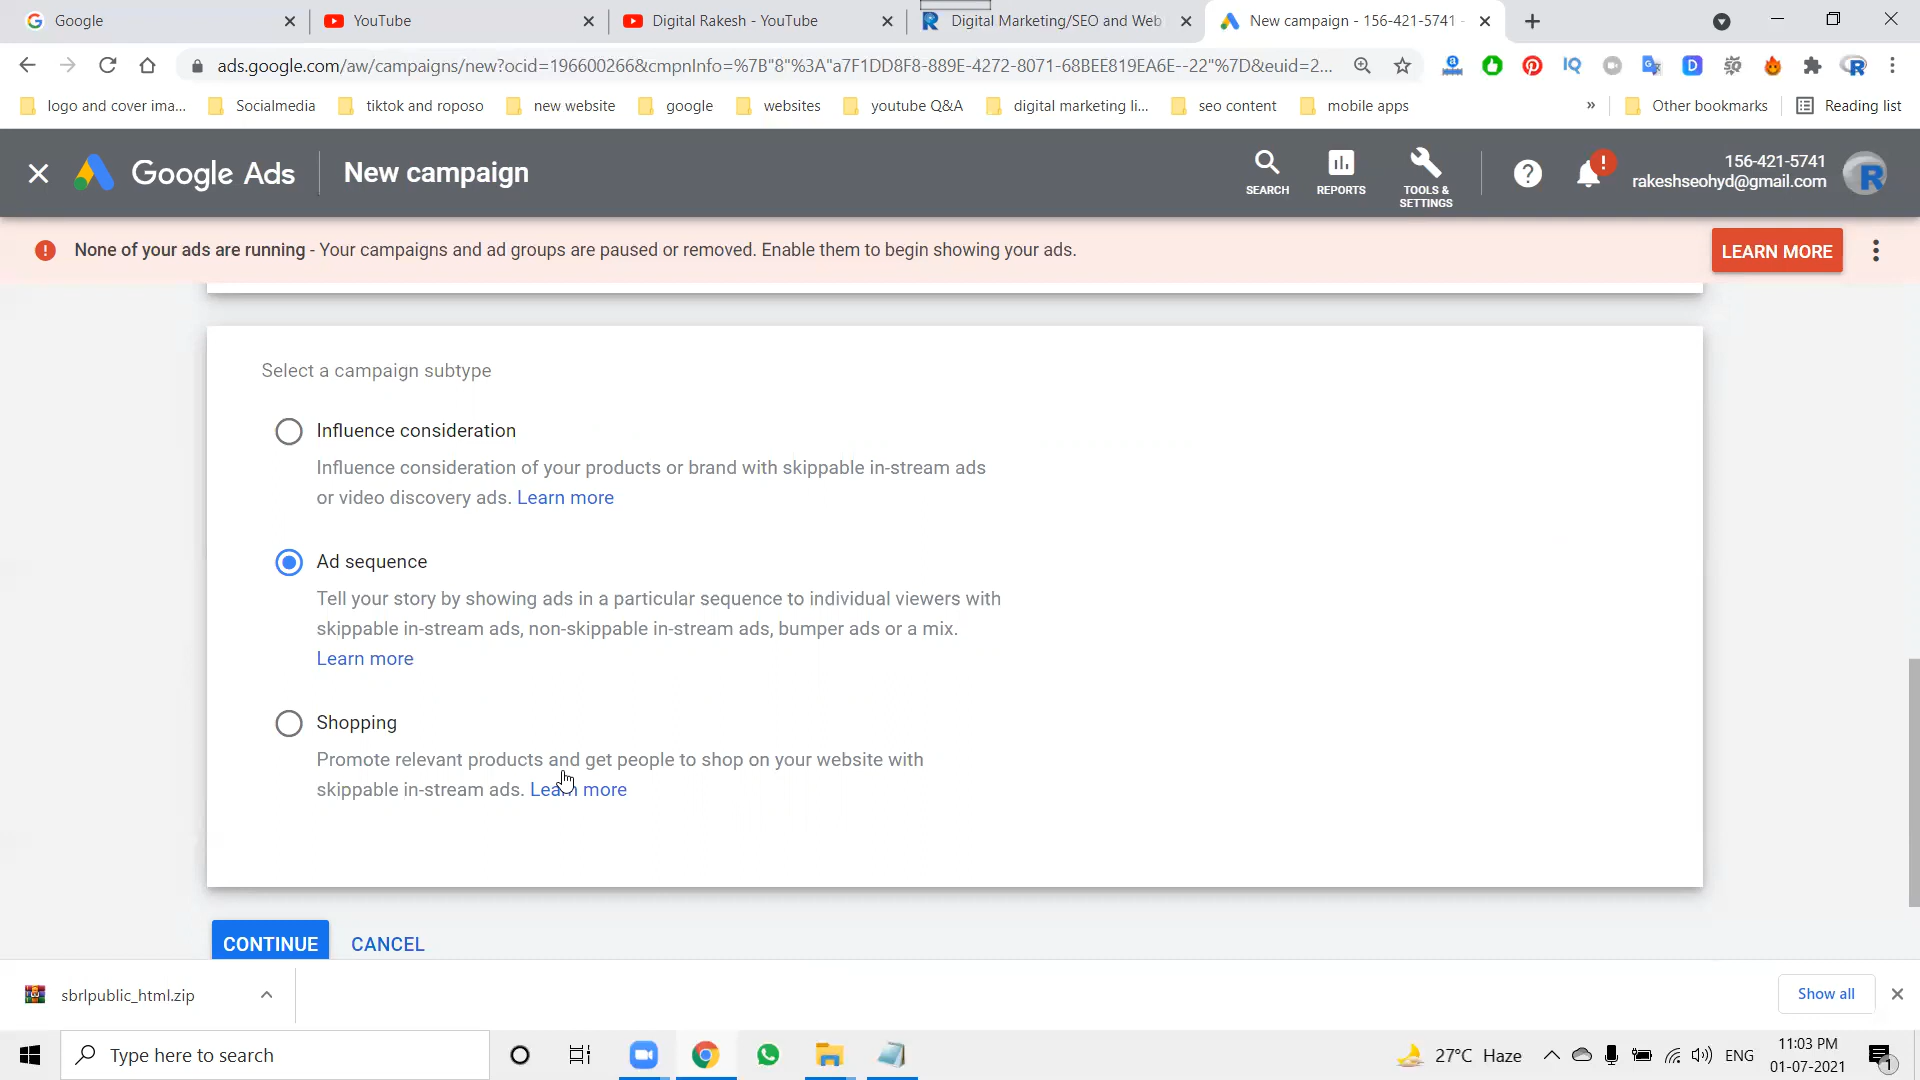 Google
YouTube
Digital Rakesh - YouTube
Digital Marketing/SEO and Web
New campaign - 156-421-5741 -
ads.google.com/aw/campaigns/new?ocid=196600266&cmpnInfo=%7B"8"%3A"a7F1DD8F8-889E-4272-8071-68BEE819EA6E--22"%7D&euid=2...
logo and cover ima...
Socialmedia
tiktok and roposo
new website
google
websites
youtube Q&A
digital marketing li...
seo content
mobile apps
»
Other bookmarks
Reading list
Google Ads
New campaign
SEARCH
REPORTS
TOOLS &
SETTINGS
156-421-5741
rakeshseohyd@gmail.com
None of your ads are running - Your campaigns and ad groups are paused or removed. Enable them to begin showing your ads.
LEARN MORE
Select a campaign subtype
Influence consideration
Influence consideration of your products or brand with skippable in-stream ads
or video discovery ads. Learn more
Ad sequence
Tell your story by showing ads in a particular sequence to individual viewers with
skippable in-stream ads, non-skippable in-stream ads, bumper ads or a mix.
Learn more
Shopping
Promote relevant products and get people to shop on your website with
skippable in-stream ads. Learn more
CONTINUE
CANCEL
sbrlpublic_html.zip
Show all
Type here to search
27°C Haze
ENG
11:03 PM
01-07-2021
1